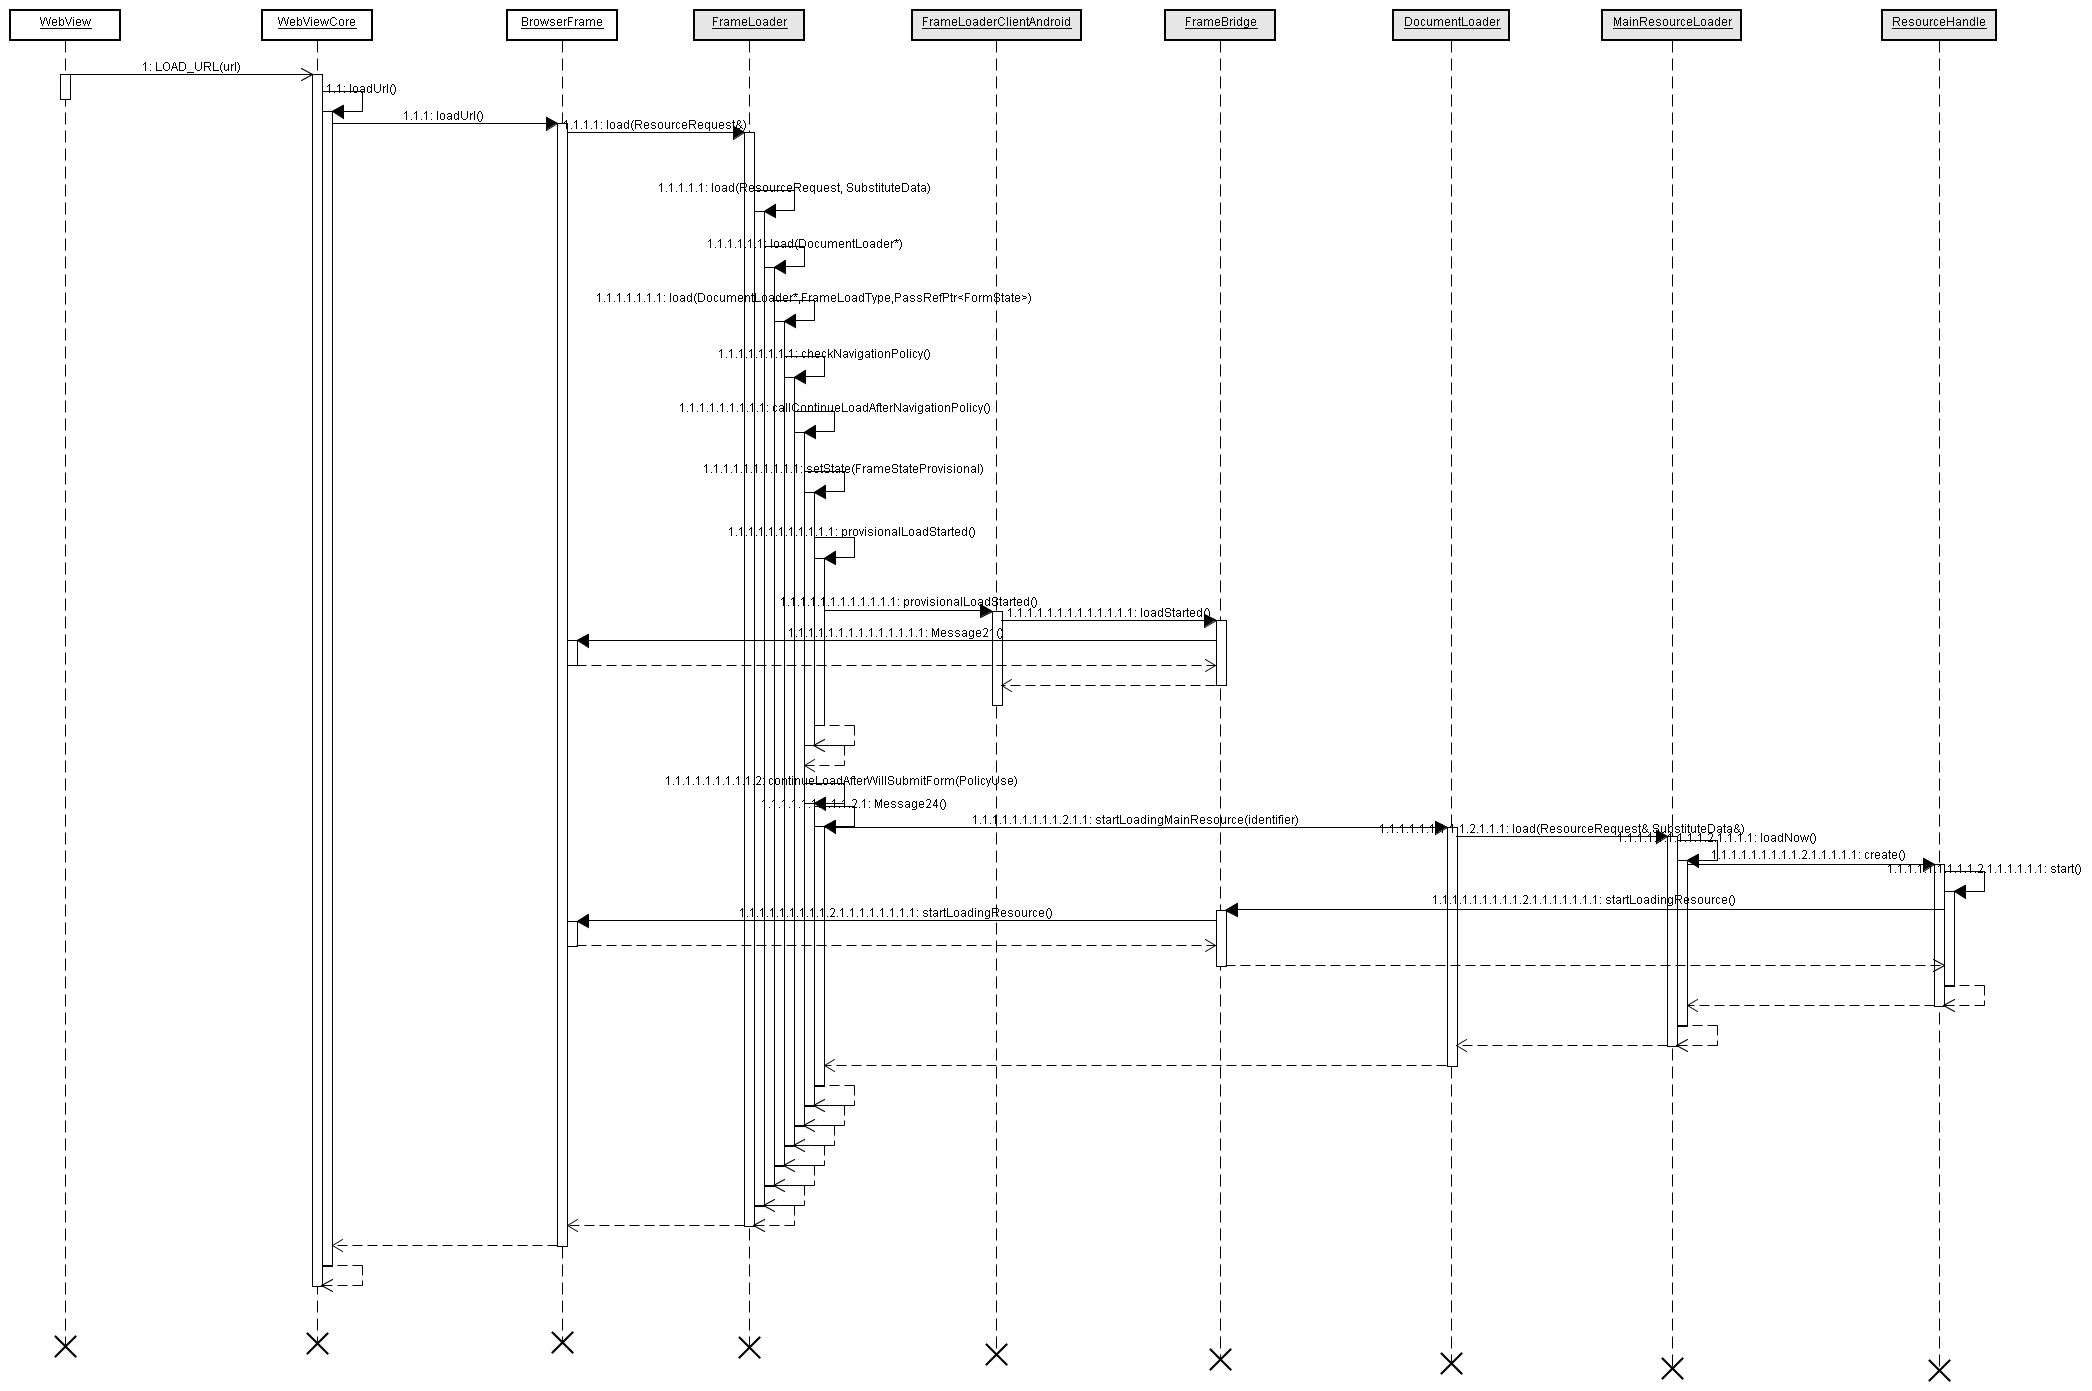 WebView
WebViewCore
BrowserFrame
FrameLoader
FrameLoaderClientAndroid
FrameBridge
DocumentLoader
MainResourceLoader
ResourceHandle
1: LOAD_URL(url)
1.1: loadUrl()
1.1.1: loadUrl()
1.1.1.1: load(ResourceRequest&)
1.1.1.1.1: load(ResourceRequest, SubstituteData)
1.1.1.1.1.1: load(DocumentLoader*)
1.1.1.1.1.1.1: load(DocumentLoader*,FrameLoadType,PassRefPtr<FormState>)
1.1.1.1.1.1.1.1: checkNavigationPolicy()
1.1.1.1.1.1.1.1.1: callContinueLoadAfterNavigationPolicy()
1.1.1.1.1.1.1.1.1.1: setState(FrameStateProvisional)
1.1.1.1.1.1.1.1.1.1.1: provisionalLoadStarted()
1.1.1.1.1.1.1.1.1.1.1.1: provisionalLoadStarted()
1.1.1.1.1.1.1.1.1.1.1.1.1: loadStarted()
1.1.1.1.1.1.1.1.1.1.1.1.1.1: Message21()
1.1.1.1.1.1.1.1.1.2: continueLoadAfterWillSubmitForm(PolicyUse)
1.1.1.1.1.1.1.1.1.2.1: Message24()
1.1.1.1.1.1.1.1.1.2.1.1: startLoadingMainResource(identifier)
1.1.1.1.1.1.1.1.1.2.1.1.1: load(ResourceRequest&,SubstituteData&)
1.1.1.1.1.1.1.1.1.2.1.1.1.1: loadNow()
1.1.1.1.1.1.1.1.1.2.1.1.1.1.1: create()
1.1.1.1.1.1.1.1.1.2.1.1.1.1.1.1: start()
1.1.1.1.1.1.1.1.1.2.1.1.1.1.1.1.1: startLoadingResource()
1.1.1.1.1.1.1.1.1.2.1.1.1.1.1.1.1.1: startLoadingResource()